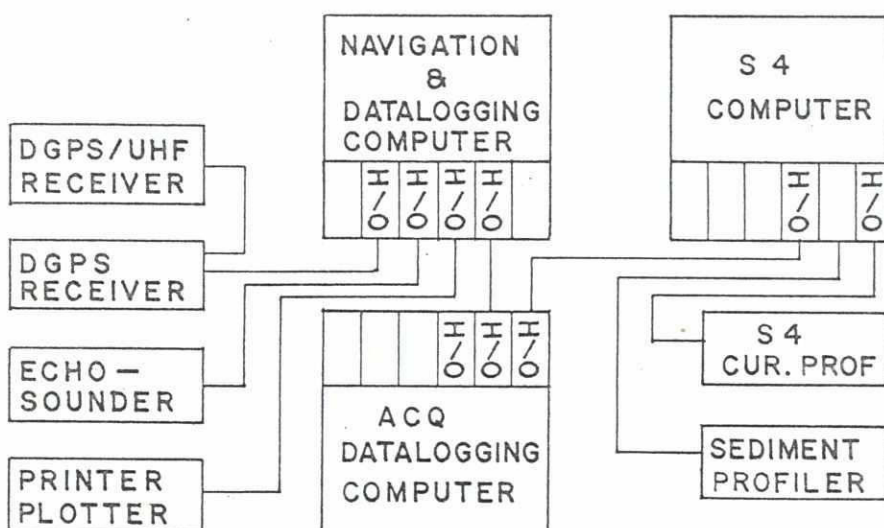 NAVIGATION
&
DATALOGGING
COMPUTER
I/O I/O I/O I/O
S 4
COMPUTER
I/O I/O
DGPS/UHF
RECEIVER
DGPS
RECEIVER
ECHO—
SOUNDER
PRINTER
PLOTTER
I/O I/O I/O
ACQ
DATALOGGING
COMPUTER
S 4
CUR. PROF
SEDIMENT
PROFILER